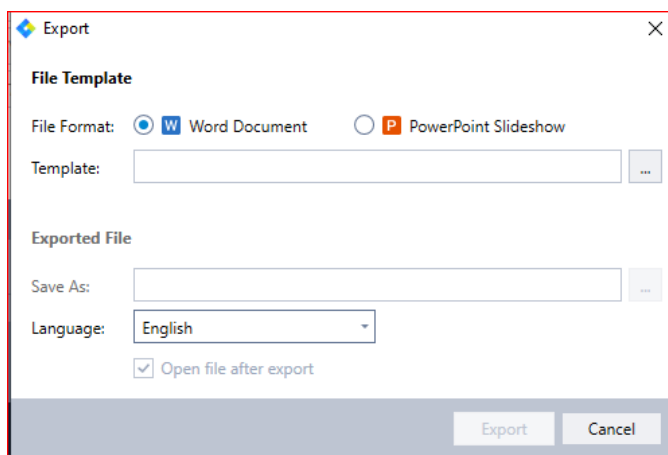 Export
File Template
File Format: W Word Document P PowerPoint Slideshow
Template: ...
Exported File
Save As: ...
Language: English
Open file after export
Export Cancel